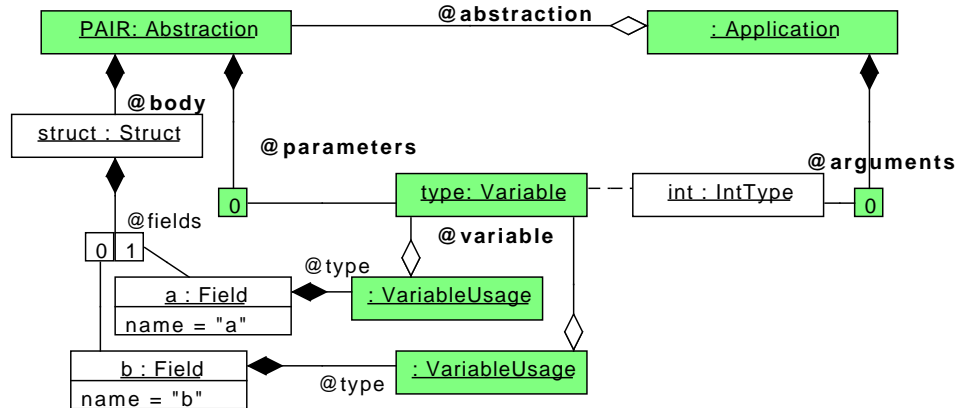 @abstraction
PAIR: Abstraction
: Application
@body
struct : Struct
@parameters
@arguments
type: Variable
int : IntType
0
0
@fields
@variable
0 1
@type
a : Field
: VariableUsage
name = "a"
b : Field
: VariableUsage
@type
name = "b"